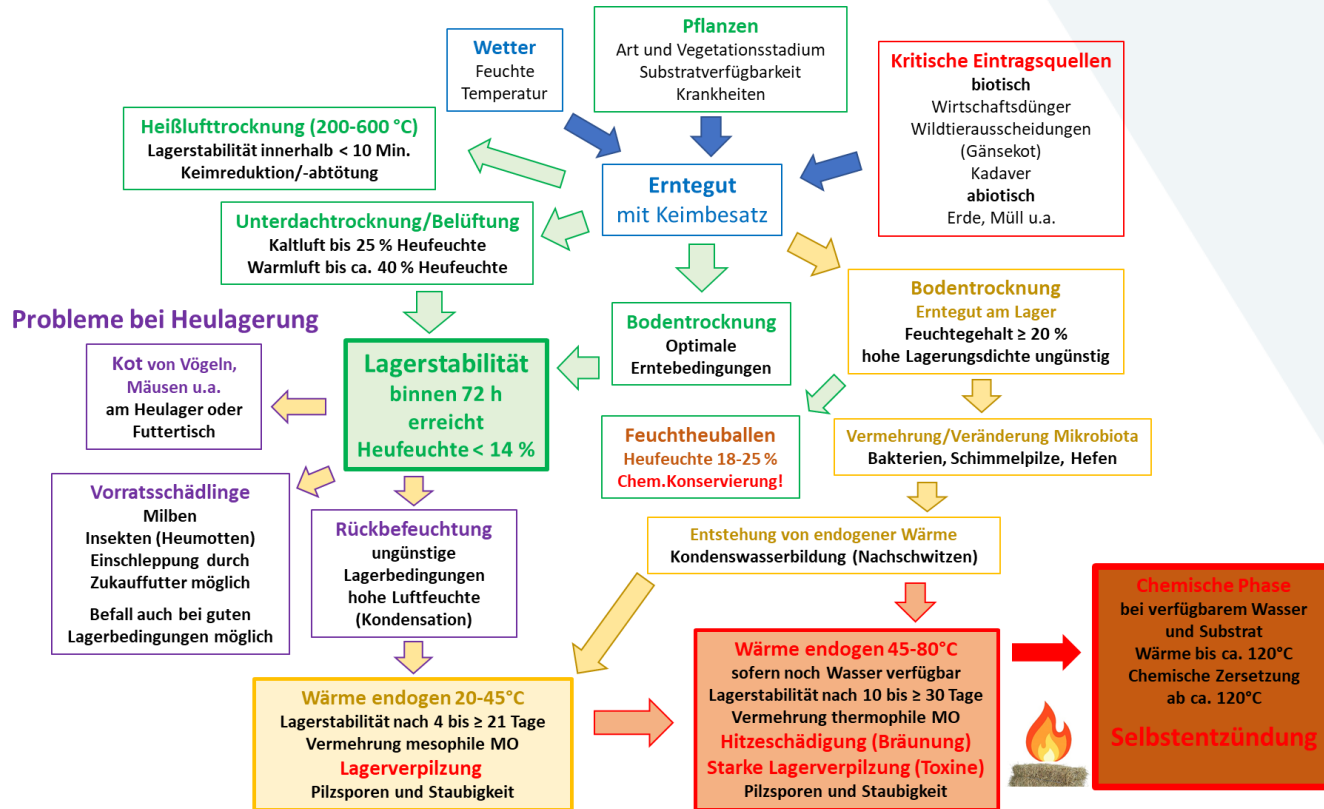 Pflanzen
Art und Vegetationsstadium
Substratverfügbarkeit
Krankheiten
Wetter
Feuchte
Temperatur
Kritische Eintragsquellen
biotisch
Wirtschaftsdünger
Wildtierausscheidungen
(Gänsekot)
Kadaver
abiotisch
Erde, Müll u.a.
Heißlufttrocknung (200-600 °C)
Lagerstabilität innerhalb < 10 Min.
Keimreduktion/-abtötung
Erntegut
mit Keimbesatz
Unterdachtrocknung/Belüftung
Kaltluft bis 25 % Heufeuchte
Warmluft bis ca. 40 % Heufeuchte
Bodentrocknung
Erntegut am Lager
Feuchtegehalt ≥ 20 %
hohe Lagerungsdichte ungünstig
Probleme bei Heulagerung
Bodentrocknung
Optimale
Erntebedingungen
Lagerstabilität
binnen 72 h
erreicht
Heufeuchte < 14 %
Kot von Vögeln,
Mäusen u.a.
am Heulager oder
Futtertisch
Feuchtheuballen
Heufeuchte 18-25 %
Chem.Konservierung!
Vermehrung/Veränderung Mikrobiota
Bakterien, Schimmelpilze, Hefen
Vorratsschädlinge
Milben
Insekten (Heumotten)
Einschleppung durch
Zukauffutter möglich
Befall auch bei guten
Lagerbedingungen möglich
Rückbefeuchtung
ungünstige
Lagerbedingungen
hohe Luftfeuchte
(Kondensation)
Entstehung von endogener Wärme
Kondenswasserbildung (Nachschwitzen)
Wärme endogen 20-45°C
Lagerstabilität nach 4 bis ≥ 21 Tage
Vermehrung mesophile MO
Lagerverpilzung
Pilzsporen und Staubigkeit
Wärme endogen 45-80°C
sofern noch Wasser verfügbar
Lagerstabilität nach 10 bis ≥ 30 Tage
Vermehrung thermophile MO
Hitzeschädigung (Bräunung)
Starke Lagerverpilzung (Toxine)
Pilzsporen und Staubigkeit
Chemische Phase
bei verfügbarem Wasser
und Substrat
Wärme bis ca. 120°C
Chemische Zersetzung
ab ca. 120°C
Selbstentzündung